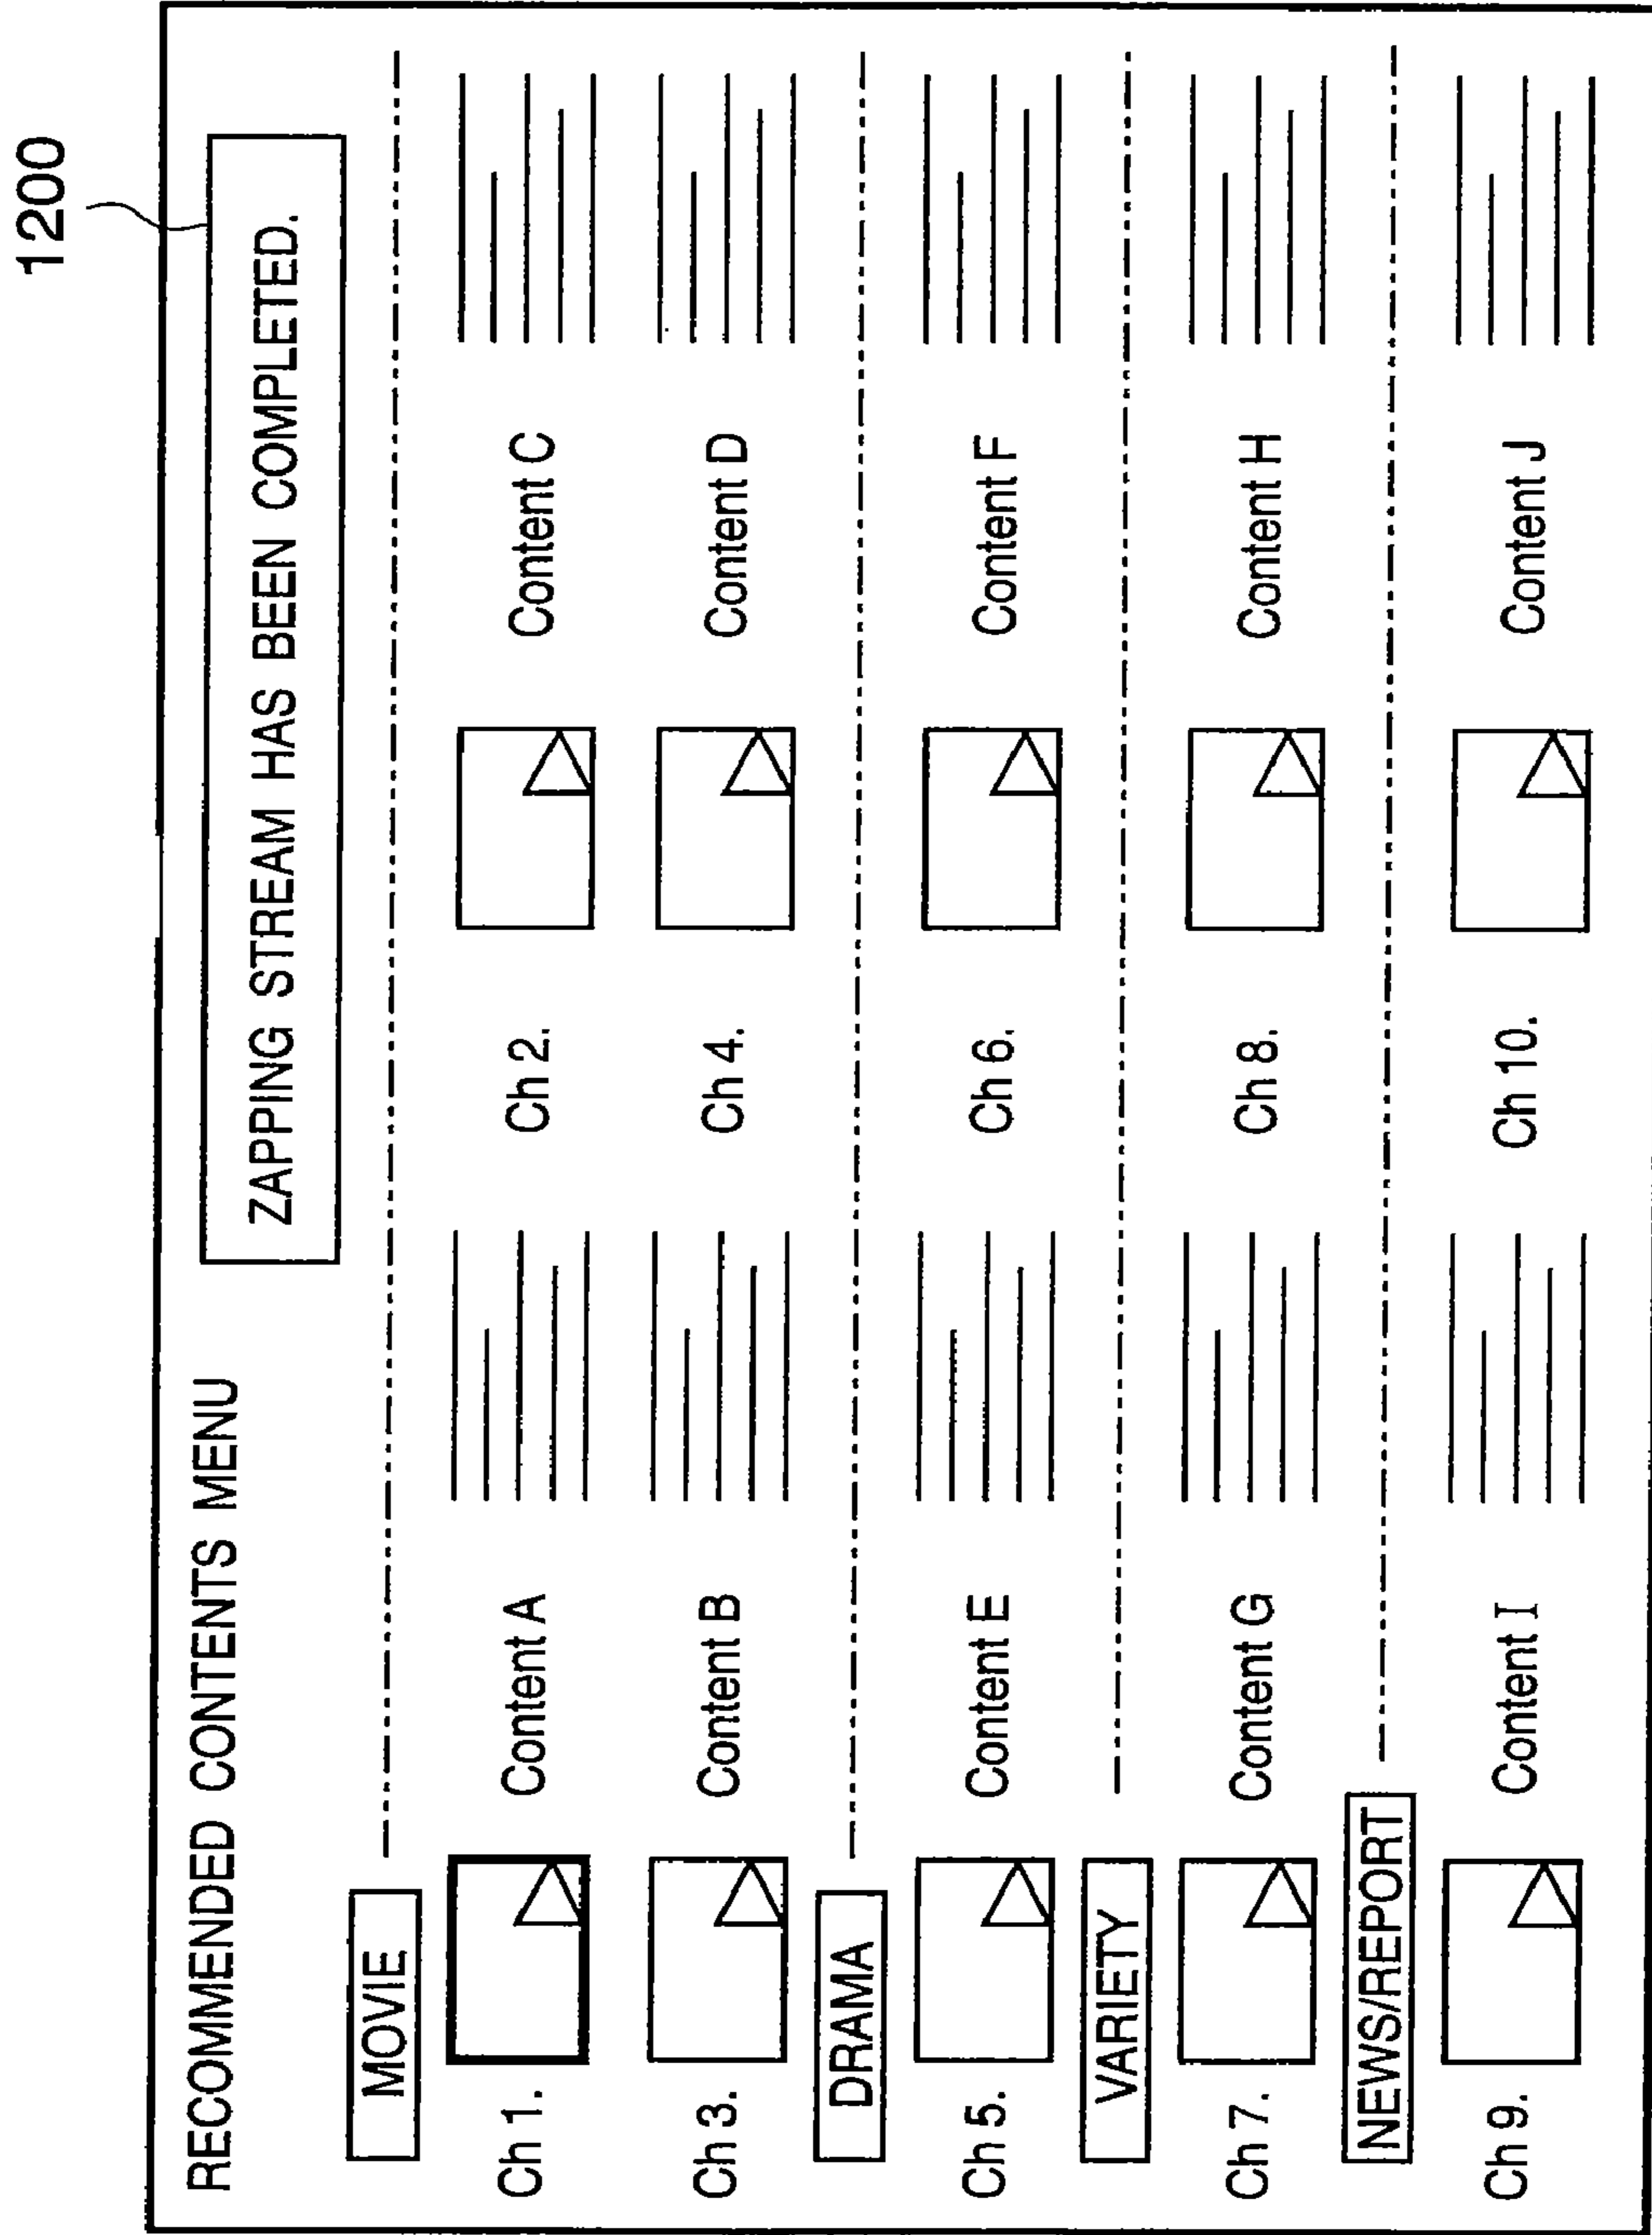 1200
RECOMMENDED CONTENTS MENU
ZAPPING STREAM HAS BEEN COMPLETED.
MOVIE
Ch 1. Content A Ch 2. Content C
Ch 3. Content B Ch 4. Content D
DRAMA
Ch 5. Content E Ch 6. Content F
VARIETY
Ch 7. Content G Ch 8. Content H
NEWS/REPORT
Ch 9. Content I Ch 10. Content J